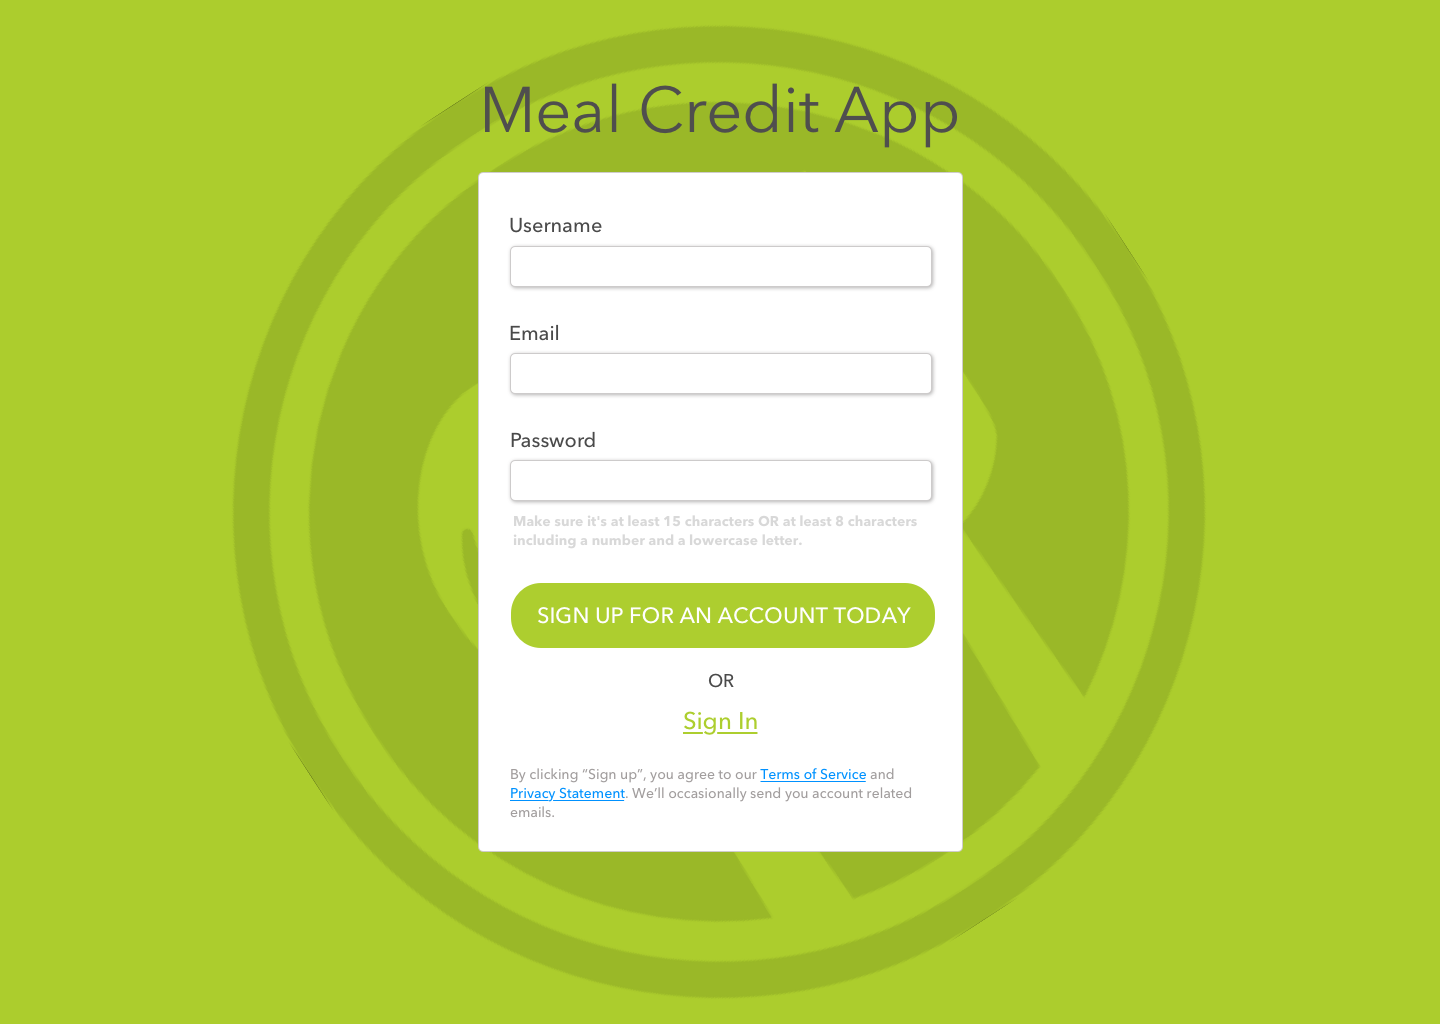 Meal Credit App
Username
Email
Password
Make sure it's at least 15 characters OR at least 8 characters
including a number and a lowercase letter.
SIGN UP FOR AN ACCOUNT TODAY
OR
Sign In
By clicking “Sign up”, you agree to our Terms of Service and
Privacy Statement. We’ll occasionally send you account related
emails.